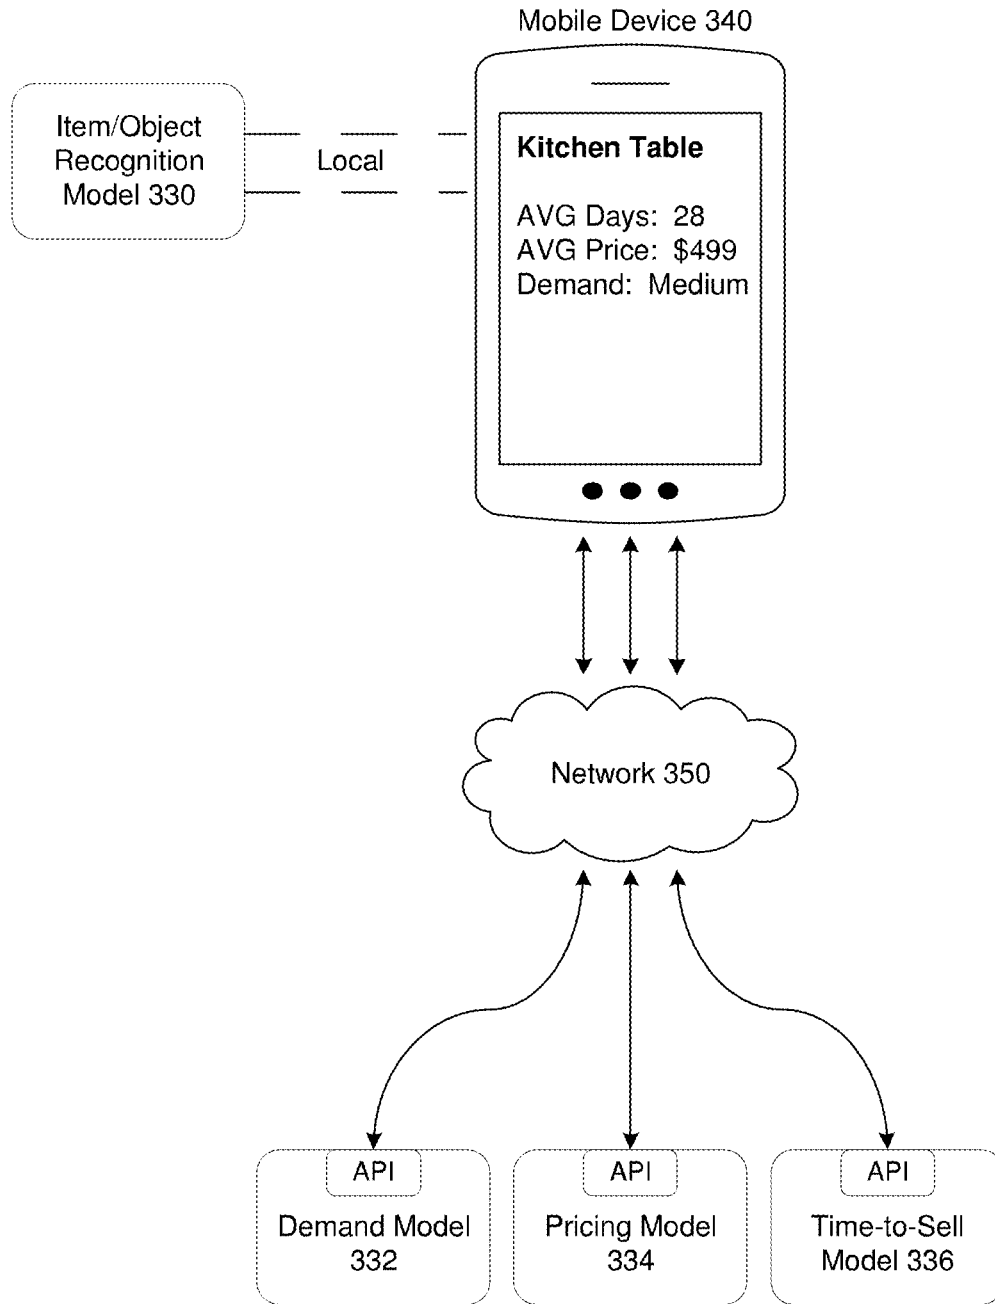 Mobile Device 340
Item/Object
Recognition
Model 330
Local
Kitchen Table
AVG Days: 28
AVG Price: $499
Demand: Medium
Network 350
API
Demand Model
332
API
Pricing Model
334
API
Time-to-Sell
Model 336